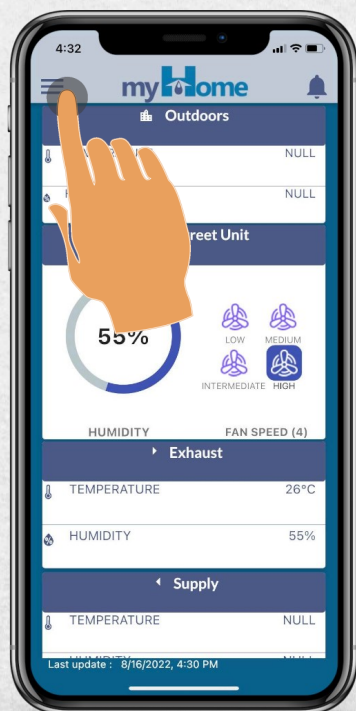 4:32
myHome
Outdoors
NULL
NULL
reet Unit
55%
LOW MEDIUM
INTERMEDIATE HIGH
HUMIDITY FAN SPEED (4)
Exhaust
TEMPERATURE 26°C
HUMIDITY 55%
Supply
TEMPERATURE NULL
Last update : 8/16/2022, 4:30 PM